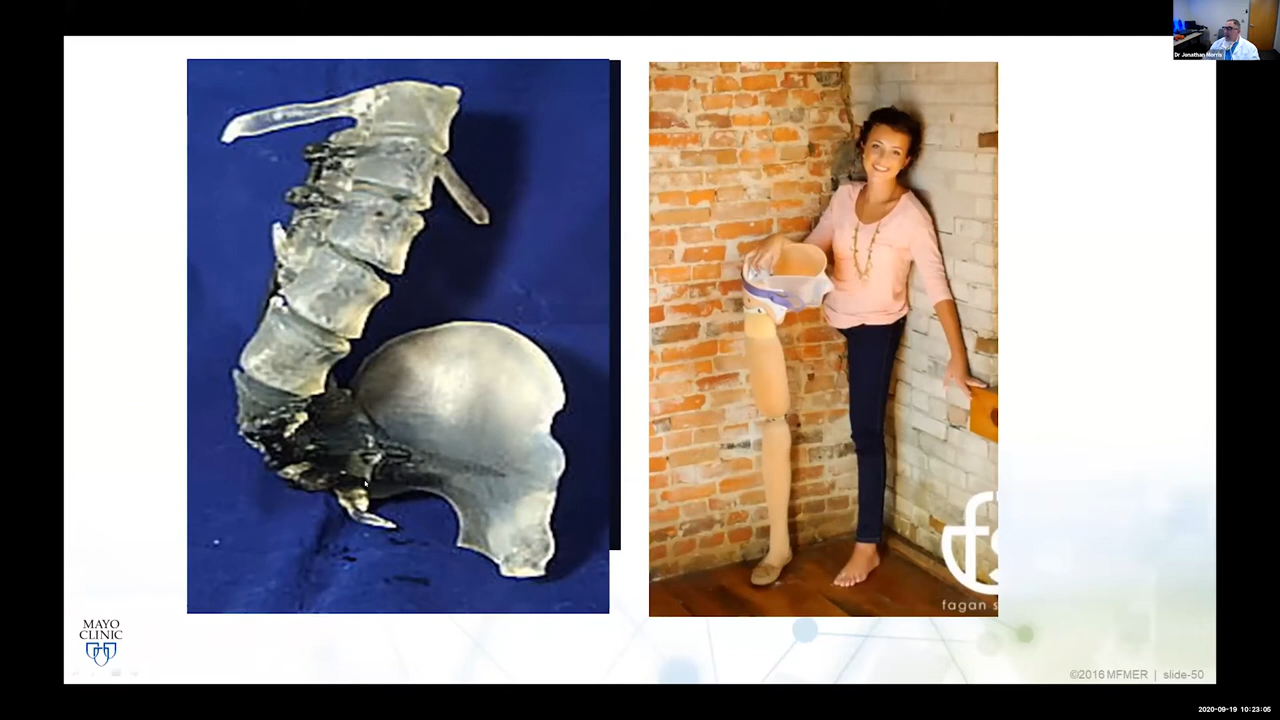 Dr Jonathan Morris
fagan s
MAYO
CLINIC
©2016 MFMER | slide-50
2020-09-19 10:23:05